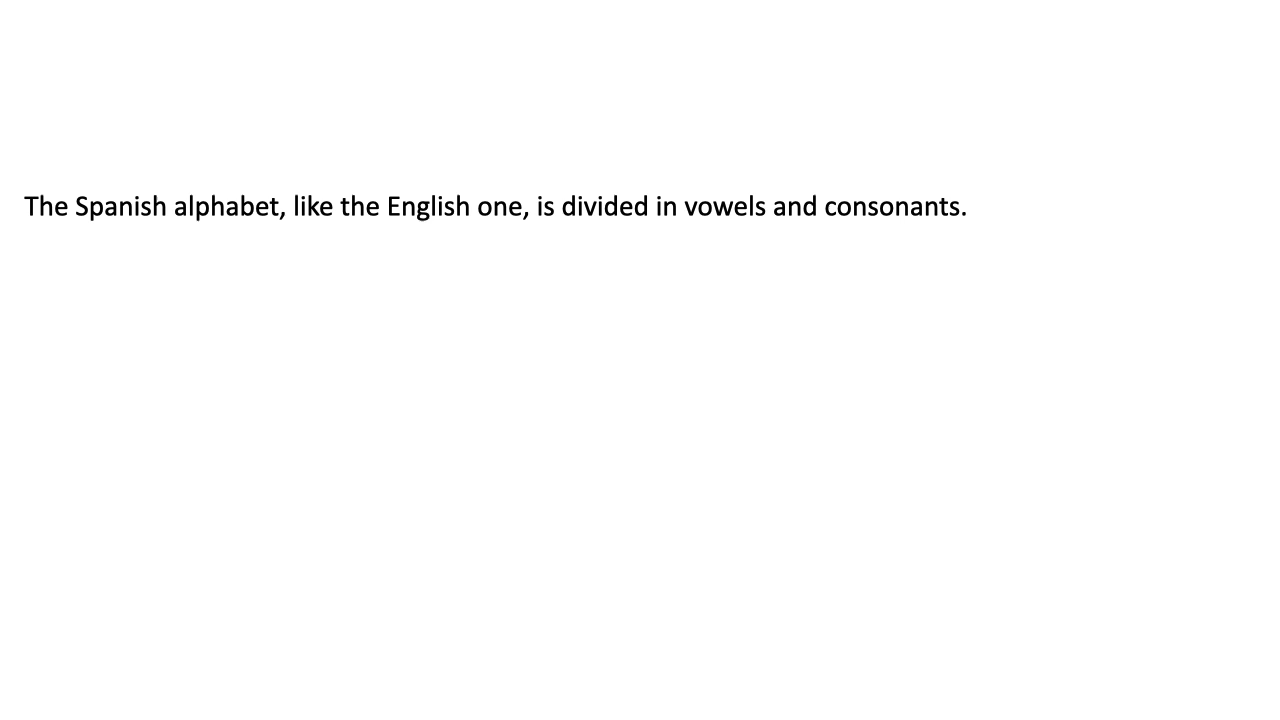 The Spanish alphabet, like the English one, is divided in vowels and consonants.